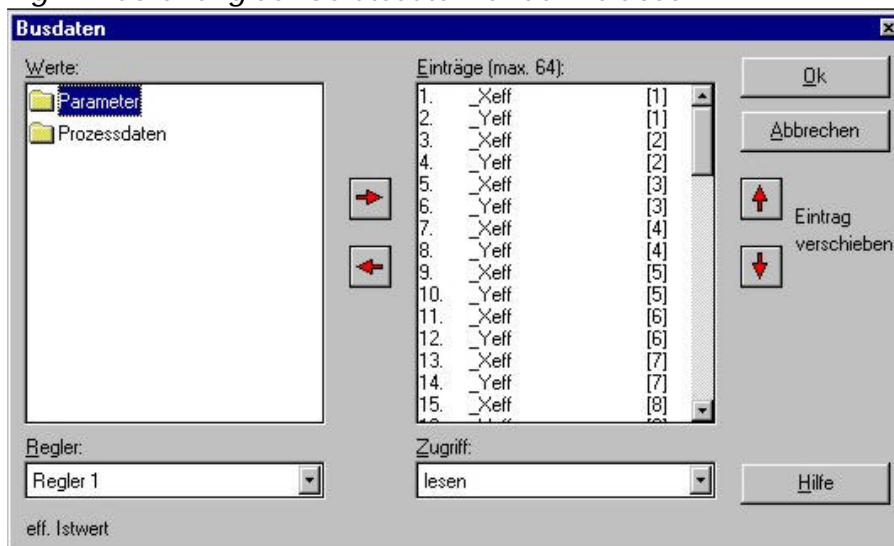 Busdaten
Werte:
Parameter
Prozessdaten
Regler:
Regler 1
eff. Istwert
Einträge (max. 64):
1. _Xeff [1]
2. _Yeff [1]
3. _Xeff [2]
4. _Yeff [2]
5. _Xeff [3]
6. _Yeff [3]
7. _Xeff [4]
8. _Yeff [4]
9. _Xeff [5]
10. _Yeff [5]
11. _Xeff [6]
12. _Yeff [6]
13. _Xeff [7]
14. _Yeff [7]
15. _Xeff [8]
Zugriff:
lesen
Ok
Abbrechen
Eintrag
verschieben
Hilfe